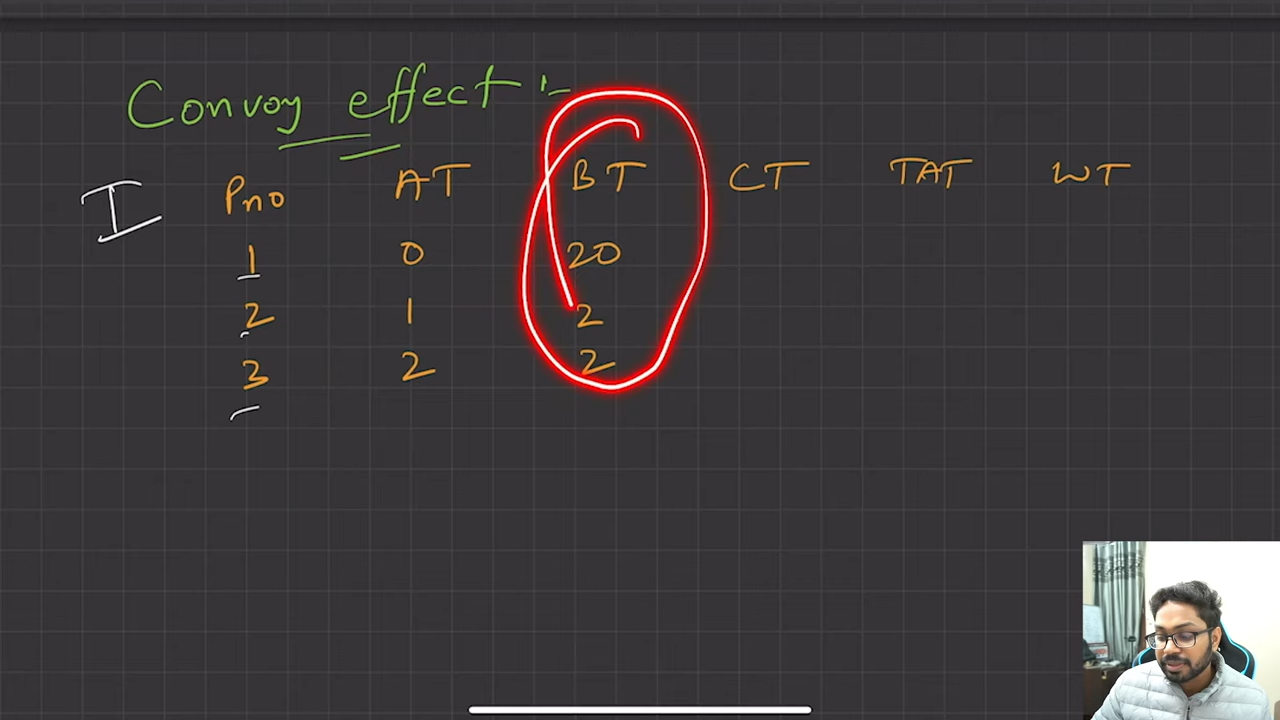 Convoy effect :-
I Pno AT BT CT TAT WT
1 0 20
2 1 2
3 2 2